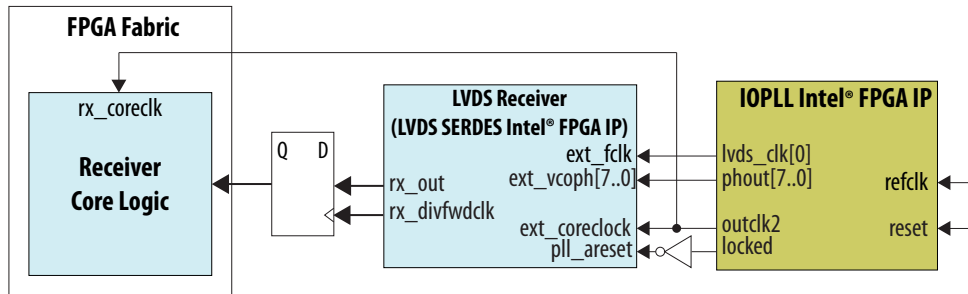 FPGA Fabric
rx_coreclk
Receiver
Core Logic
Q D
LVDS Receiver
(LVDS SERDES Intel® FPGA IP)
ext_fclk
ext_vcoph[7..0]
rx_out
rx_divfwdclk
ext_coreclock
pll_areset
IOPLL Intel® FPGA IP
lvds_clk[0]
phout[7..0]
refclk
outclk2
reset
locked